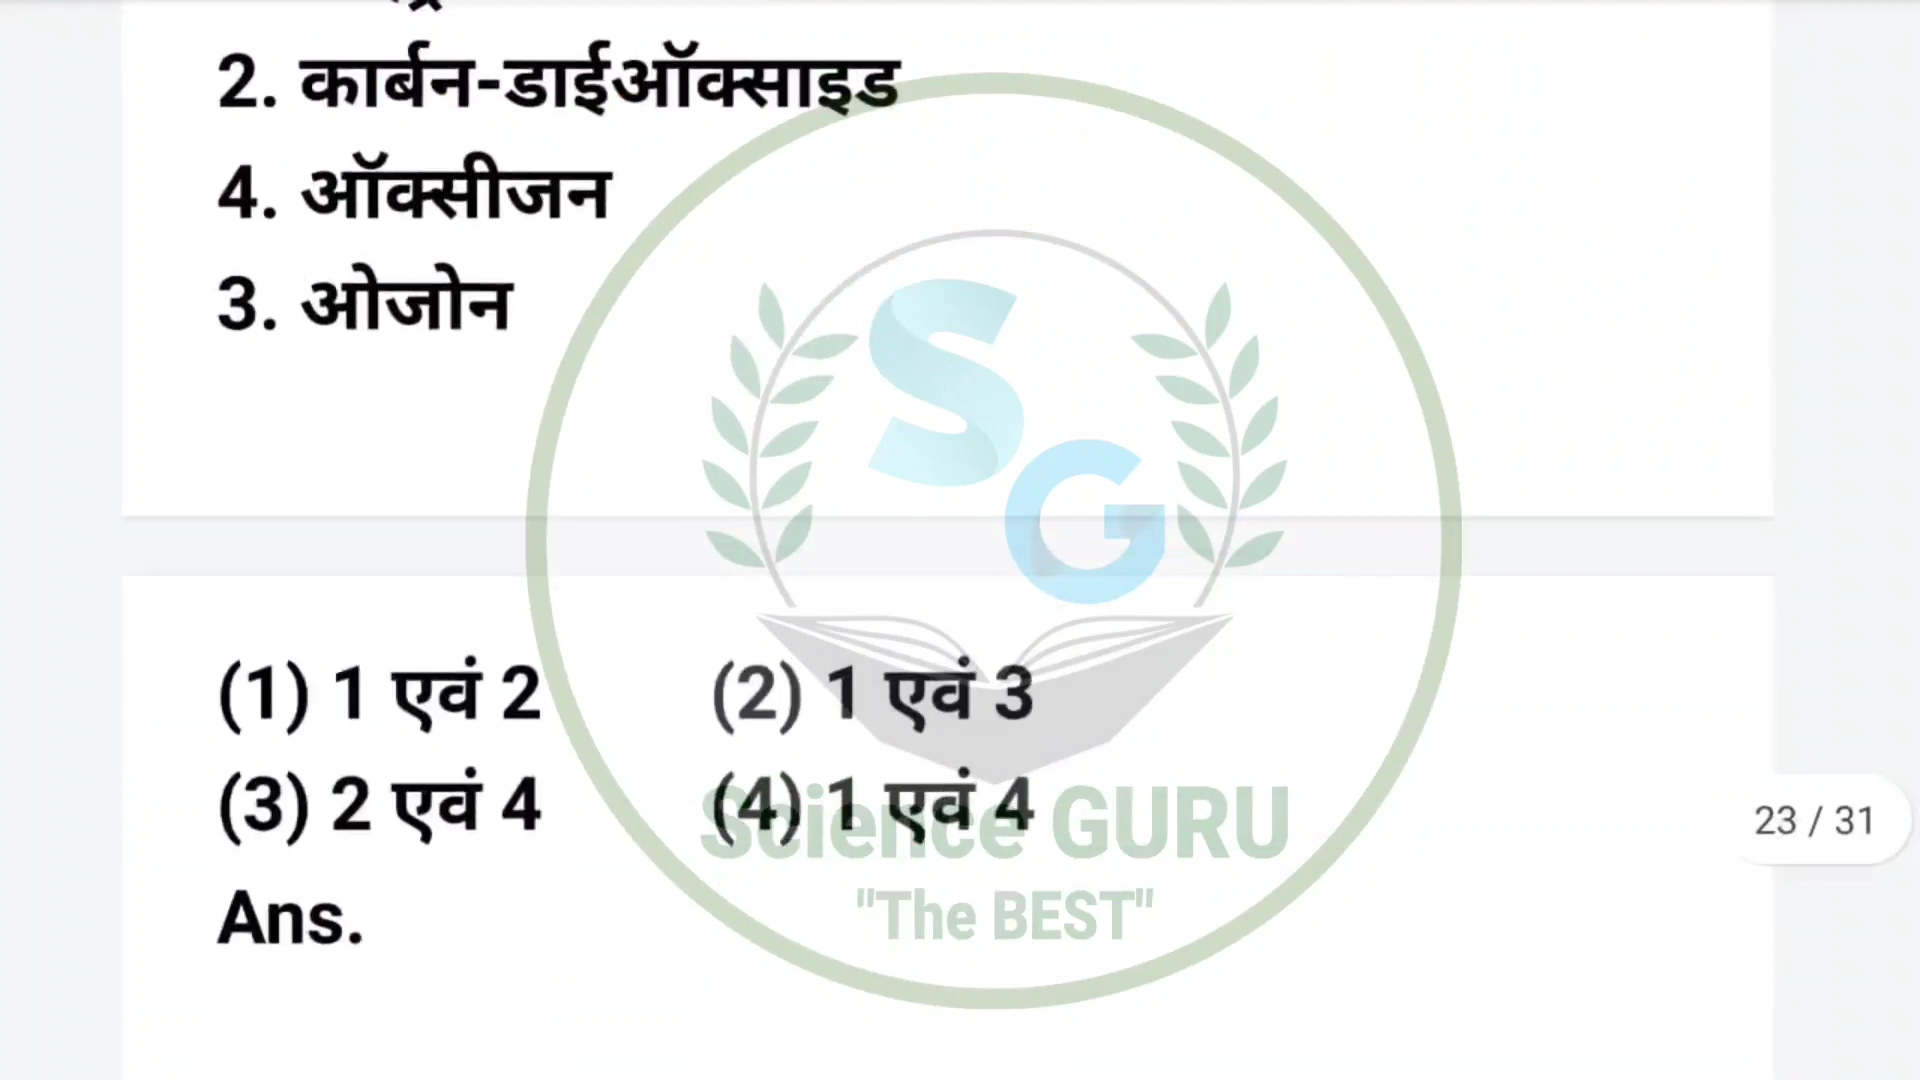 2. कार्बन-डाईऑक्साइड
4. ऑक्सीजन
3. ओजोन
SG
(1) 1 एवं 2 (2) 1 एवं 3
(3) 2 एवं 4 (4) 1 एवं 4
Science GURU
"The BEST"
Ans.
23 / 31